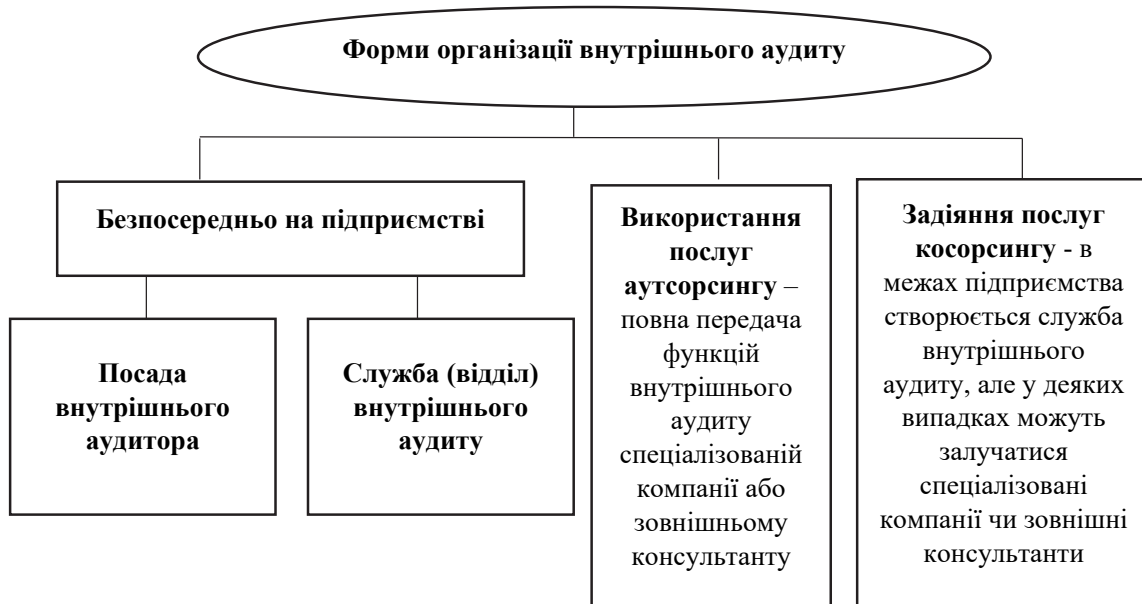 Форми організації внутрішнього аудиту
Безпосередньо на підприємстві
Посада
внутрішнього
аудитора
Служба (відділ)
внутрішнього
аудиту
Використання
послуг
аутсорсингу –
повна передача
функцій
внутрішнього
аудиту
спеціалізованій
компанії або
зовнішньому
консультанту
Задіяння послуг
косорсингу - в
межах підприємства
створюється служба
внутрішнього
аудиту, але у деяких
випадках можуть
залучатися
спеціалізовані
компанії чи зовнішні
консультанти